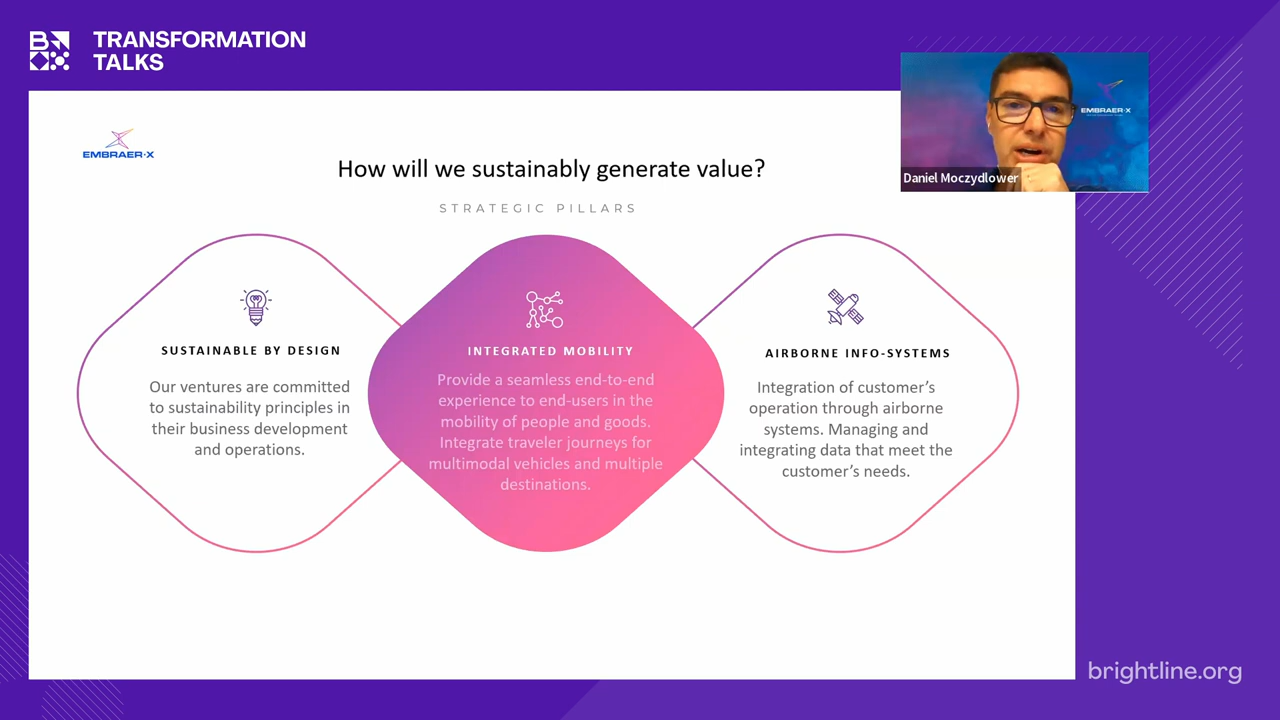 TRANSFORMATION
TALKS
EMBRAER-X
EMBRAER-X
Daniel Moczydlower
How will we sustainably generate value?
STRATEGIC PILLARS
SUSTAINABLE BY DESIGN
Our ventures are committed
to sustainability principles in
their business development
and operations.
INTEGRATED MOBILITY
Provide a seamless end-to-end
experience to end-users in the
mobility of people and goods.
Integrate traveler journeys for
multimodal vehicles and multiple
destinations.
AIRBORNE INFO-SYSTEMS
Integration of customer’s
operation through airborne
systems. Managing and
integrating data that meet the
customer’s needs.
brightline.org